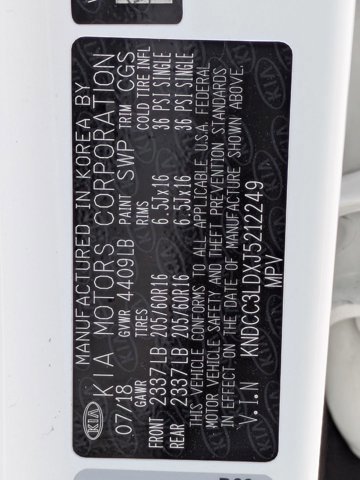 MANUFACTURED IN KOREA BY
KIA KIA MOTORS CORPORATION
07/18 GVWR 4409LB PAINT SWP TRIM CGS
GAWR TIRES RIMS COLD TIRE INFL
FRONT 2337LB 205/60R16 6.5Jx16 36 PSI SINGLE
REAR 2337LB 205/60R16 6.5Jx16 36 PSI SINGLE
THIS VEHICLE CONFORMS TO ALL APPLICABLE U.S.A. FEDERAL
MOTOR VEHICLE SAFETY AND THEFT PREVENTION STANDARDS
IN EFFECT ON THE DATE OF MANUFACTURE SHOWN ABOVE.
V.I.N KNDCC3LDXJ5212249
MPV